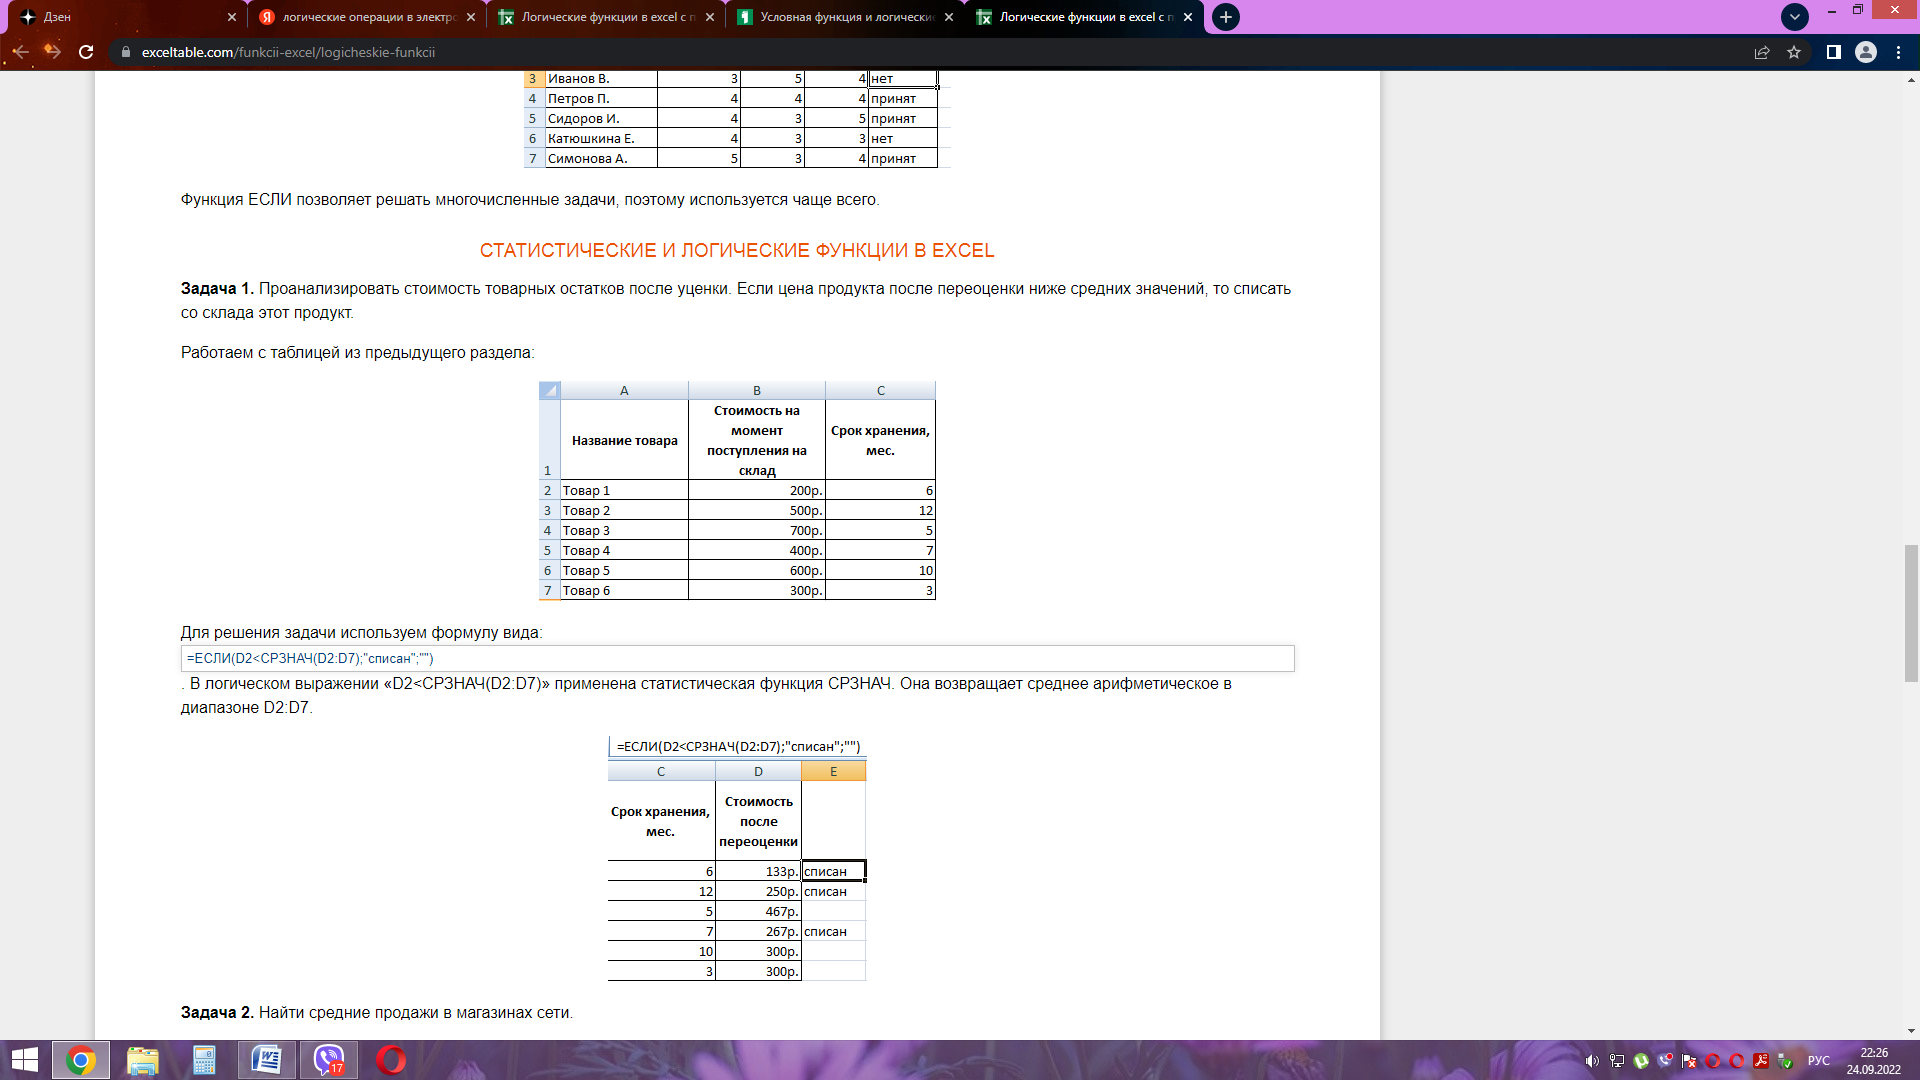 Дзен
логические операции в электро
Логические функции в excel с п
Условная функция и логические
Логические функции в excel с п
exceltable.com/funkcii-excel/logicheskie-funkcii
3 Иванов В. 3 5 4 нет
4 Петров П. 4 4 4 принят
5 Сидоров И. 4 3 5 принят
6 Катюшкина Е. 4 3 3 нет
7 Симонова А. 5 3 4 принят
Функция ЕСЛИ позволяет решать многочисленные задачи, поэтому используется чаще всего.
СТАТИСТИЧЕСКИЕ И ЛОГИЧЕСКИЕ ФУНКЦИИ В EXCEL
Задача 1. Проанализировать стоимость товарных остатков после уценки. Если цена продукта после переоценки ниже средних значений, то списать
со склада этот продукт.
Работаем с таблицей из предыдущего раздела:
A B C
1 Название товара Стоимость на момент поступления на склад Срок хранения, мес.
2 Товар 1 200р. 6
3 Товар 2 500р. 12
4 Товар 3 700р. 5
5 Товар 4 400р. 7
6 Товар 5 600р. 10
7 Товар 6 300р. 3
Для решения задачи используем формулу вида:
=ЕСЛИ(D2<СРЗНАЧ(D2:D7);"списан";"")
. В логическом выражении «D2<СРЗНАЧ(D2:D7)» применена статистическая функция СРЗНАЧ. Она возвращает среднее арифметическое в
диапазоне D2:D7.
=ЕСЛИ(D2<СРЗНАЧ(D2:D7);"списан";"")
C D E
Срок хранения, мес. Стоимость после переоценки
6 133р. списан
12 250р. списан
5 467р.
7 267р. списан
10 300р.
3 300р.
Задача 2. Найти средние продажи в магазинах сети.
17
РУС
22:26
24.09.2022